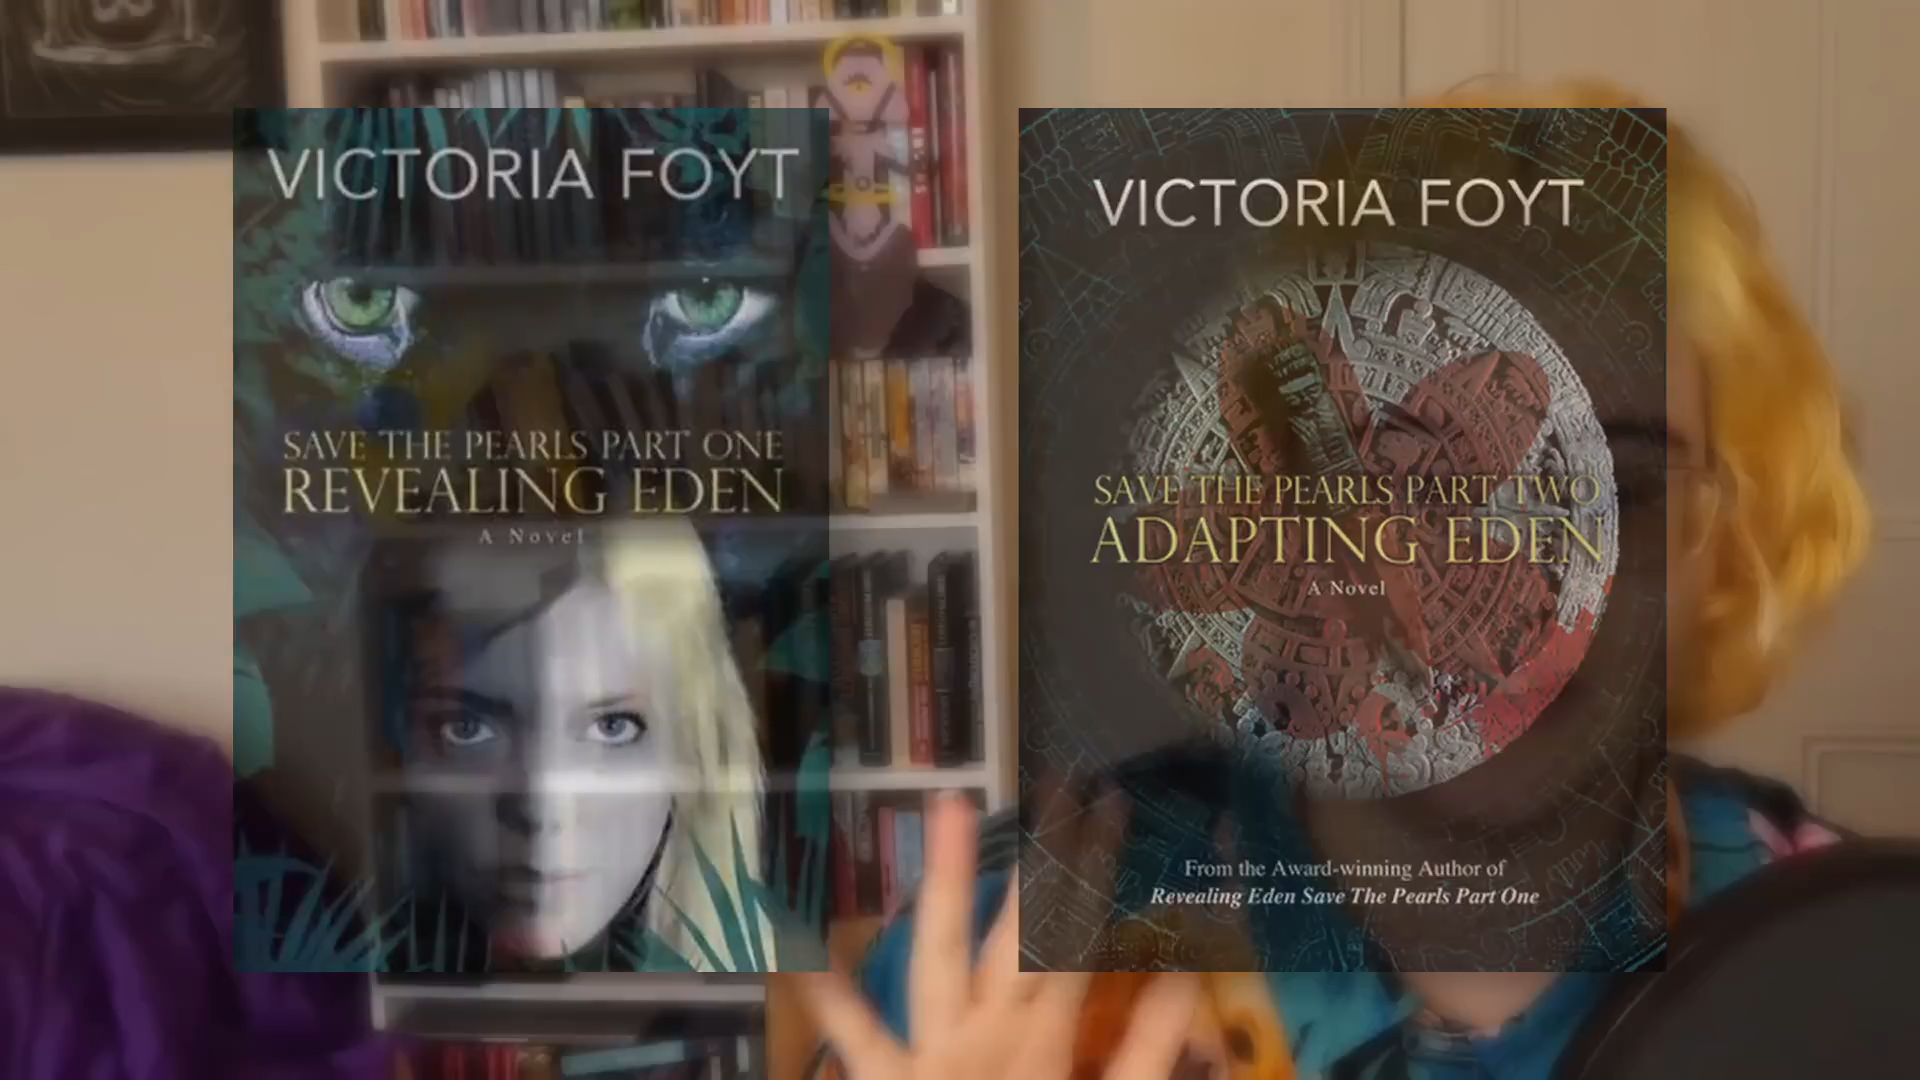 VICTORIA FOYT
SAVE THE PEARLS PART ONE
REVEALING EDEN
A Novel
VICTORIA FOYT
SAVE THE PEARLS PART TWO
ADAPTING EDEN
A Novel
From the Award-winning Author of
Revealing Eden Save The Pearls Part One